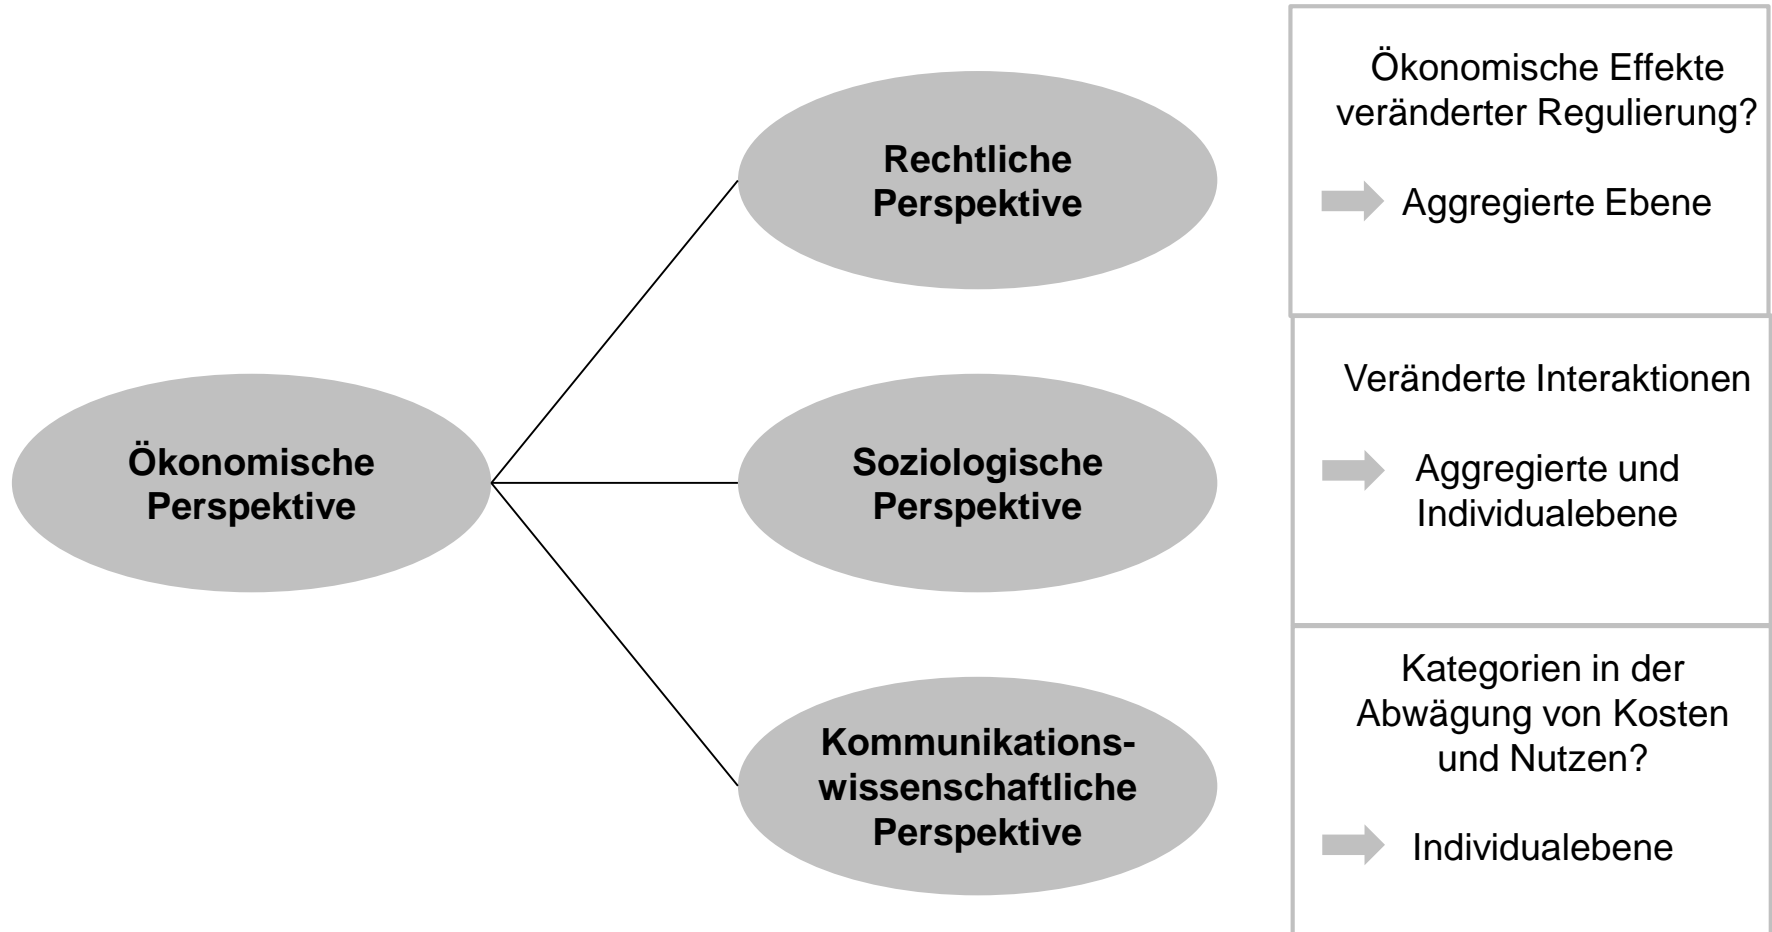 Ökonomische
Perspektive
Rechtliche
Perspektive
Ökonomische Effekte
veränderter Regulierung?
Aggregierte Ebene
Soziologische
Perspektive
Veränderte Interaktionen
Aggregierte und
Individualebene
Kommunikations-
wissenschaftliche
Perspektive
Kategorien in der
Abwägung von Kosten
und Nutzen?
Individualebene